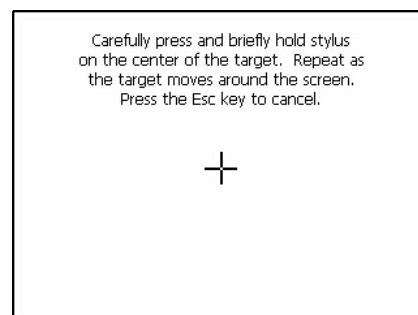 Carefully press and briefly hold stylus
on the center of the target.  Repeat as
the target moves around the screen.
Press the Esc key to cancel.